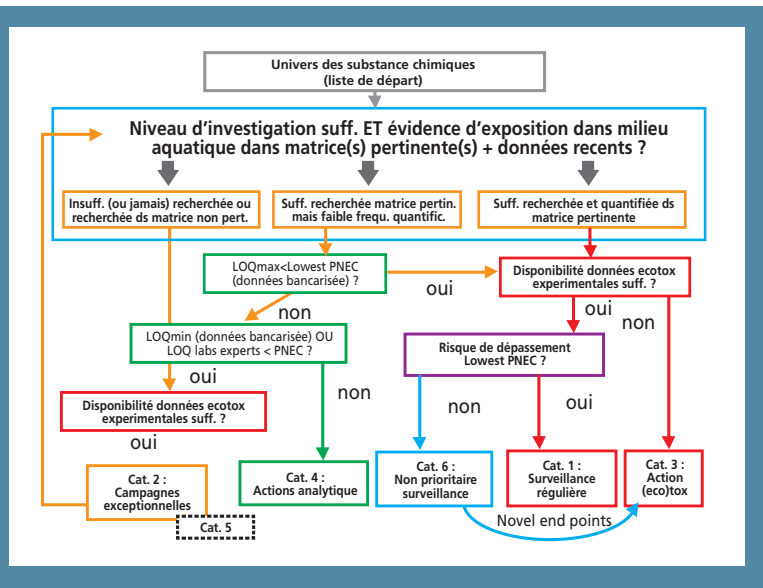 Univers des substance chimiques
(liste de départ)
Niveau d’investigation suff. ET évidence d’exposition dans milieu
aquatique dans matrice(s) pertinente(s) + données recents ?
Insuff. (ou jamais) recherchée ou
recherchée ds matrice non pert.
Suff. recherchée matrice pertin.
mais faible frequ. quantific.
Suff. recherchée et quantifiée ds
matrice pertinente
LOQmax<Lowest PNEC
(données bancarisée) ?
oui
Disponibilité données ecotox
experimentales suff. ?
non
oui
non
LOQmin (données bancarisée) OU
LOQ labs experts < PNEC ?
Risque de dépassement
Lowest PNEC ?
oui
non
non
oui
Disponibilité données ecotox
experimentales suff. ?
oui
Cat. 2 :
Campagnes
exceptionnelles
Cat. 5
Cat. 4 :
Actions analytique
Cat. 6 :
Non prioritaire
surveillance
Cat. 1 :
Surveillance
régulière
Cat. 3 :
Action
(eco)tox
Novel end points